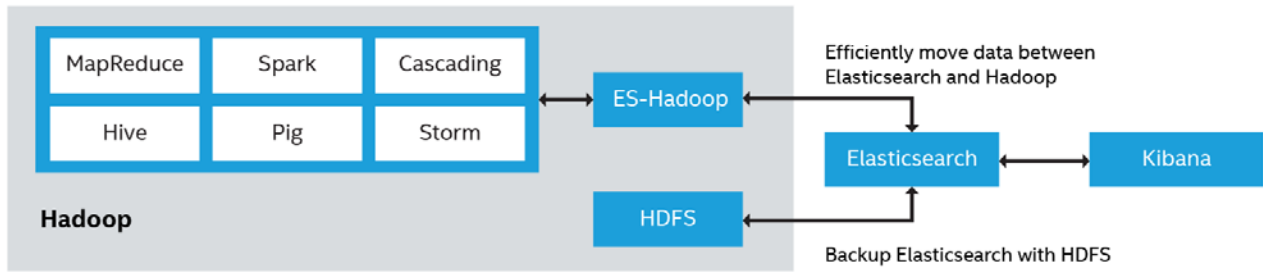 MapReduce
Spark
Cascading
Hive
Pig
Storm
Hadoop
ES-Hadoop
HDFS
Efficiently move data between
Elasticsearch and Hadoop
Elasticsearch
Kibana
Backup Elasticsearch with HDFS